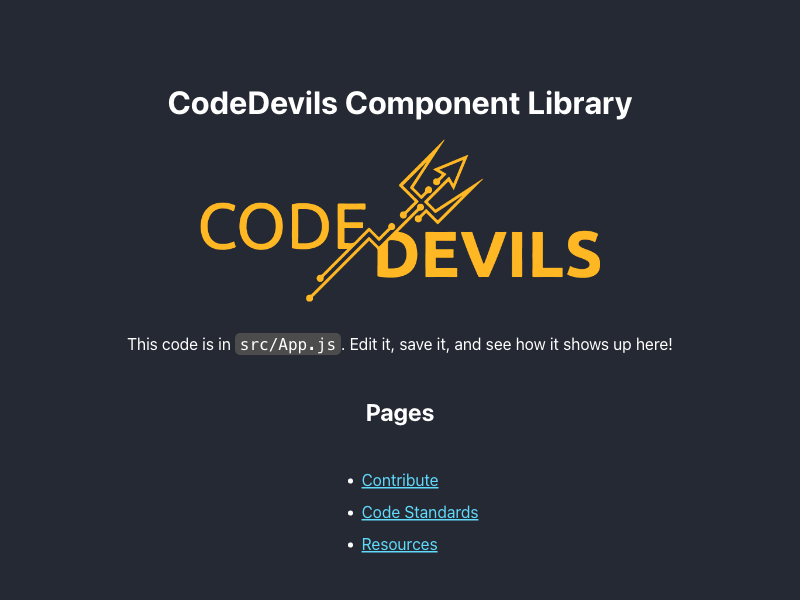 CodeDevils Component Library
CODE
DEVILS
This code is in src/App.js. Edit it, save it, and see how it shows up here!
Pages
Contribute
Code Standards
Resources